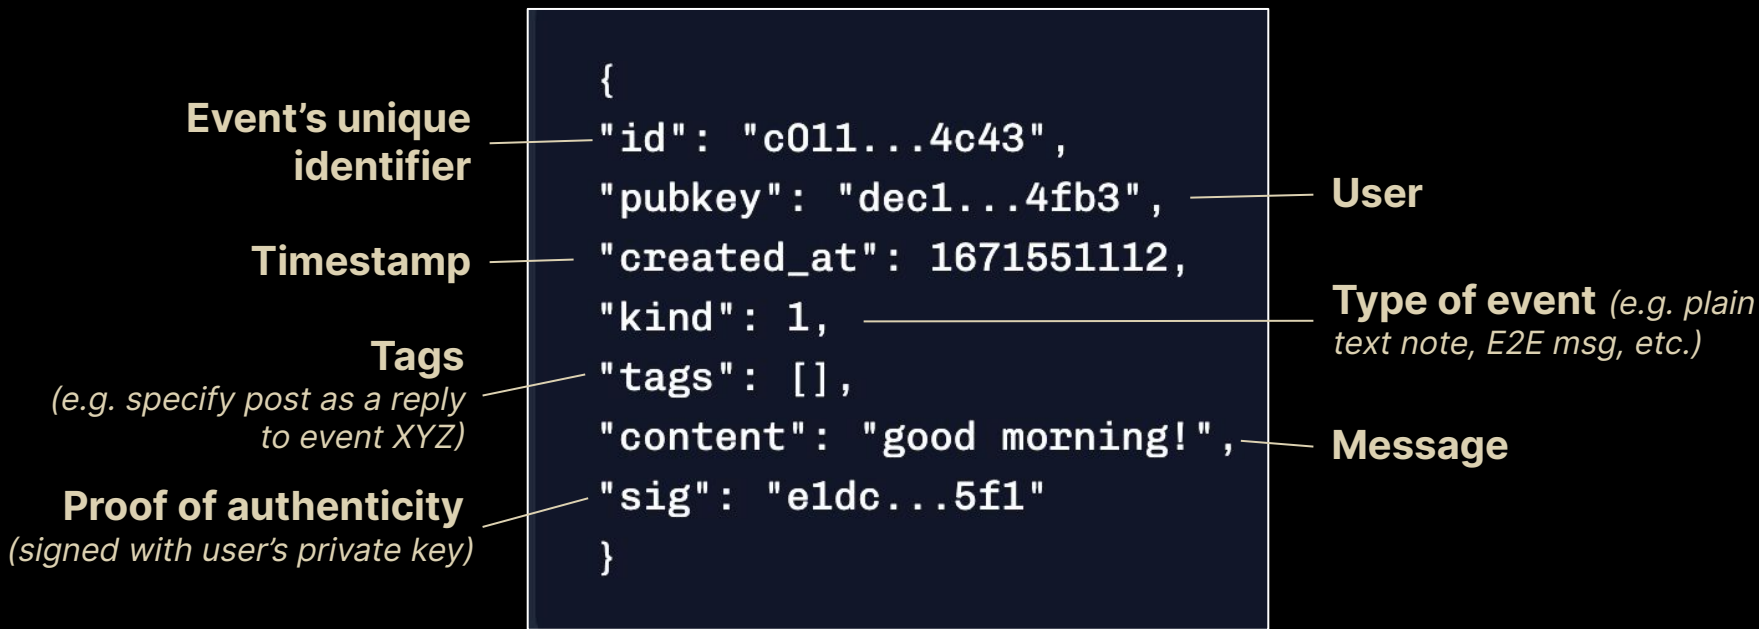 Event’s unique
identifier
Timestamp
Tags
(e.g. specify post as a reply
to event XYZ)
Proof of authenticity
(signed with user’s private key)
{
"id": "c011...4c43",
"pubkey": "dec1...4fb3",
"created_at": 1671551112,
"kind": 1,
"tags": [],
"content": "good morning!",
"sig": "e1dc...5f1"
}
User
Type of event (e.g. plain
text note, E2E msg, etc.)
Message